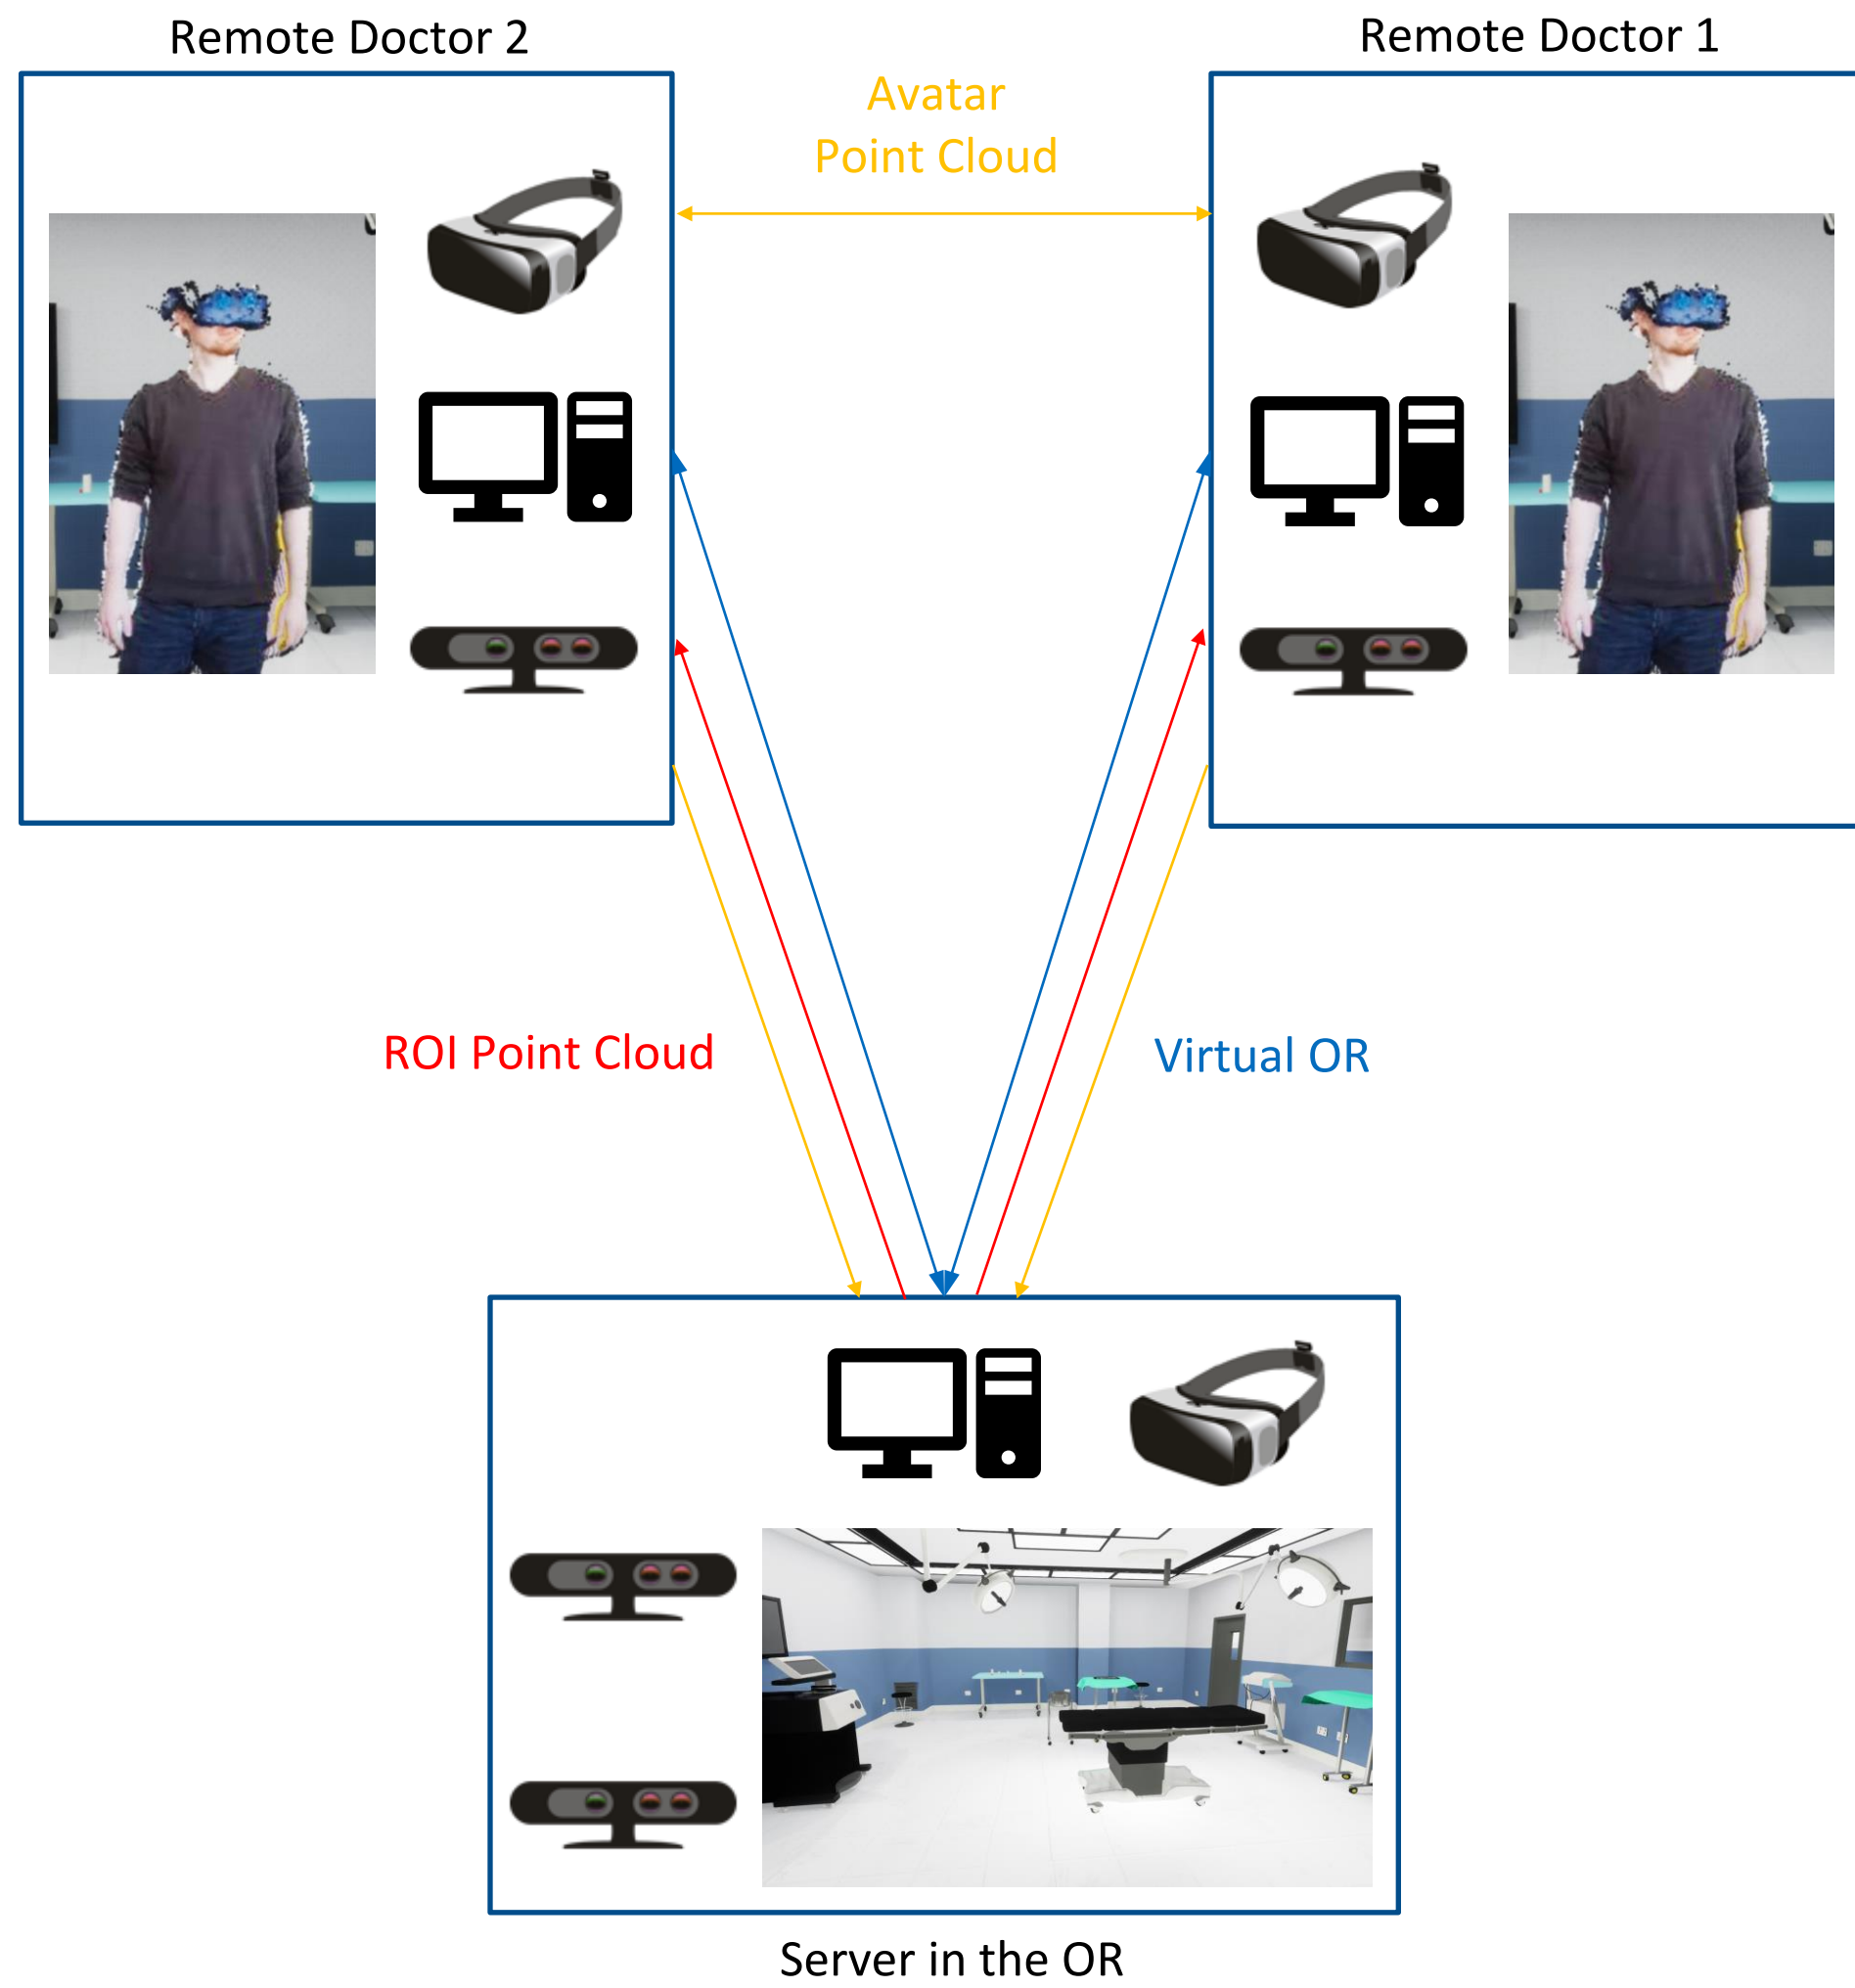 Remote Doctor 2
Remote Doctor 1
Avatar
Point Cloud
ROI Point Cloud
Virtual OR
Server in the OR